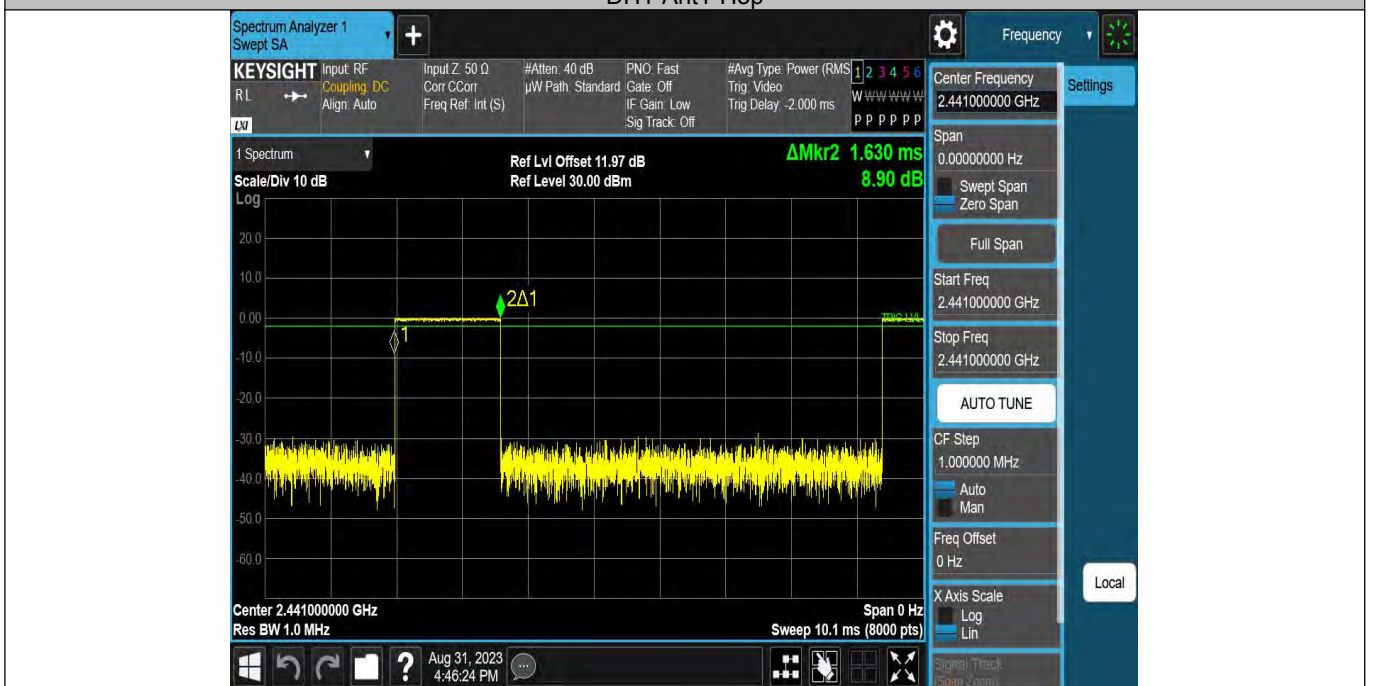 Spectrum Analyzer 1
Swept SA
Frequency
KEYSIGHT
RL
LXI
Input: RF
Coupling: DC
Align: Auto
Input Z: 50 Ω
Corr CCorr
Freq Ref: Int (S)
#Atten: 40 dB
µW Path: Standard
PNO: Fast
Gate: Off
IF Gain: Low
Sig Track: Off
#Avg Type: Power (RMS
Trig: Video
Trig Delay: -2.000 ms
1 2 3 4 5 6
W W W W W W
P P P P P P
1 Spectrum
Scale/Div 10 dB
Log
Ref Lvl Offset 11.97 dB
Ref Level 30.00 dBm
ΔMkr2 1.630 ms
8.90 dB
20.0
10.0
0.00
-10.0
-20.0
-30.0
-40.0
-50.0
-60.0
2Δ1
1
TRIG LVL
Center 2.441000000 GHz
Res BW 1.0 MHz
Span 0 Hz
Sweep 10.1 ms (8000 pts)
Center Frequency
2.441000000 GHz
Settings
Span
0.00000000 Hz
Swept Span
Zero Span
Full Span
Start Freq
2.441000000 GHz
Stop Freq
2.441000000 GHz
AUTO TUNE
CF Step
1.000000 MHz
Auto
Man
Freq Offset
0 Hz
X Axis Scale
Log
Lin
Local
Signal Track
(Span Zoom)
?
Aug 31, 2023
4:46:24 PM